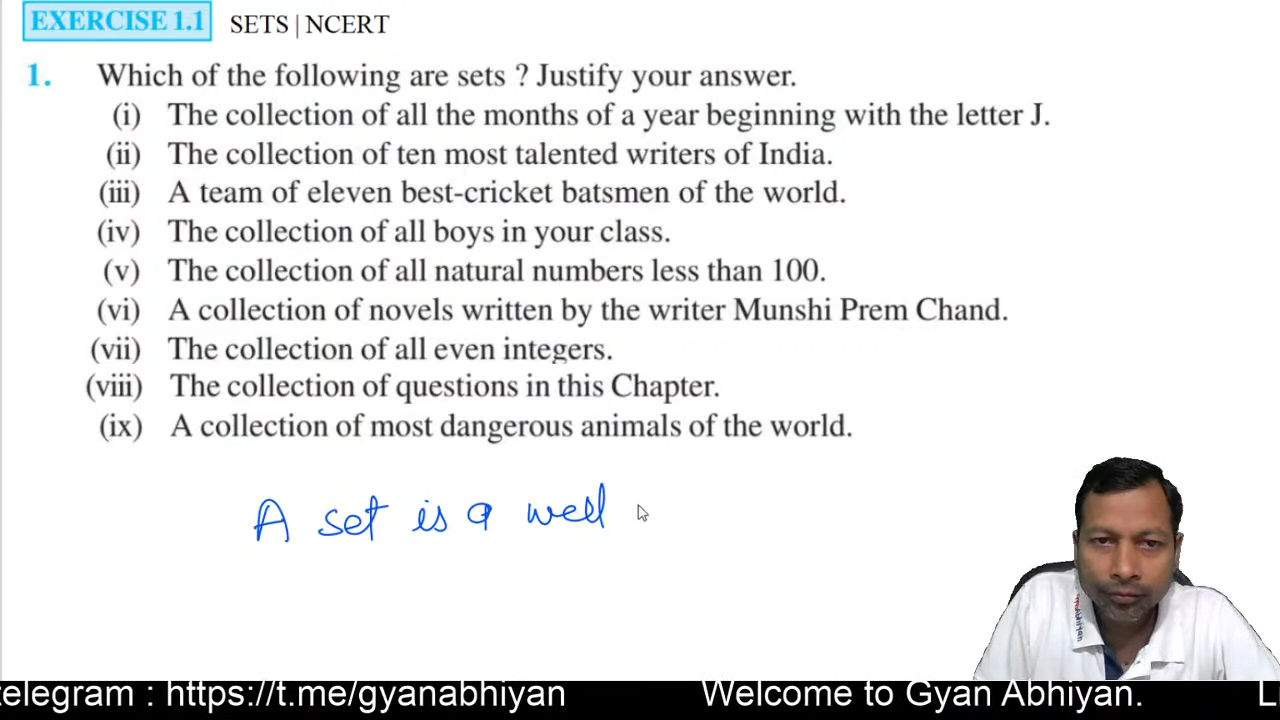 EXERCISE 1.1 SETS | NCERT
1. Which of the following are sets ? Justify your answer.
(i) The collection of all the months of a year beginning with the letter J.
(ii) The collection of ten most talented writers of India.
(iii) A team of eleven best-cricket batsmen of the world.
(iv) The collection of all boys in your class.
(v) The collection of all natural numbers less than 100.
(vi) A collection of novels written by the writer Munshi Prem Chand.
(vii) The collection of all even integers.
(viii) The collection of questions in this Chapter.
(ix) A collection of most dangerous animals of the world.
A set is a well
elegram : https://t.me/gyanabhiyan Welcome to Gyan Abhiyan. L